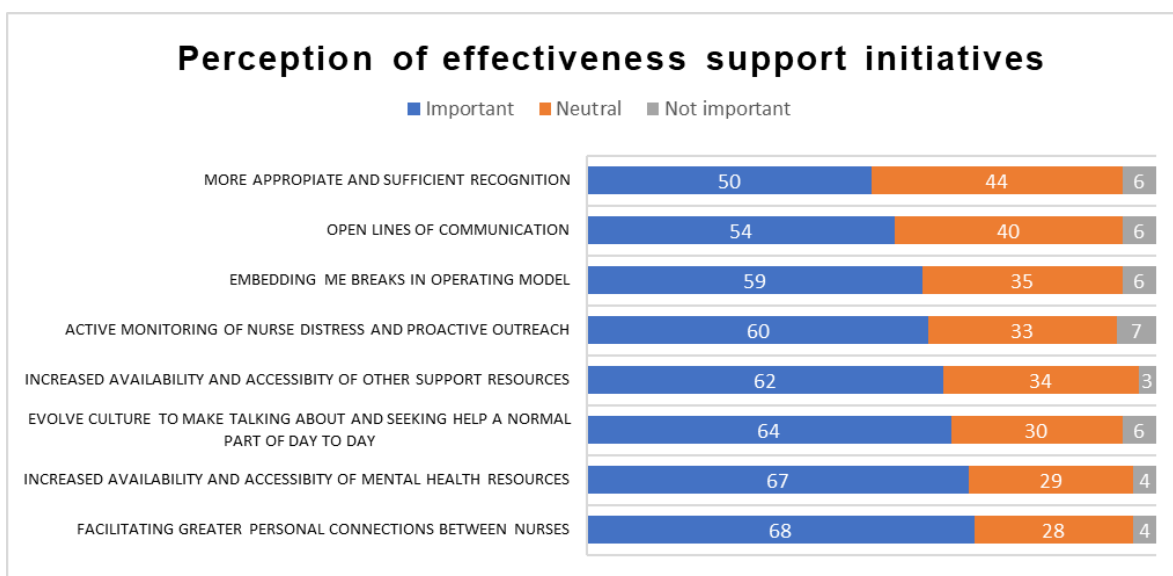 Perception of effectiveness support initiatives
Important Neutral Not important
MORE APPROPIATE AND SUFFICIENT RECOGNITION 50 44 6
OPEN LINES OF COMMUNICATION 54 40 6
EMBEDDING ME BREAKS IN OPERATING MODEL 59 35 6
ACTIVE MONITORING OF NURSE DISTRESS AND PROACTIVE OUTREACH 60 33 7
INCREASED AVAILABILITY AND ACCESSIBITY OF OTHER SUPPORT RESOURCES 62 34 3
EVOLVE CULTURE TO MAKE TALKING ABOUT AND SEEKING HELP A NORMAL
PART OF DAY TO DAY 64 30 6
INCREASED AVAILABILITY AND ACCESSIBITY OF MENTAL HEALTH RESOURCES 67 29 4
FACILITATING GREATER PERSONAL CONNECTIONS BETWEEN NURSES 68 28 4